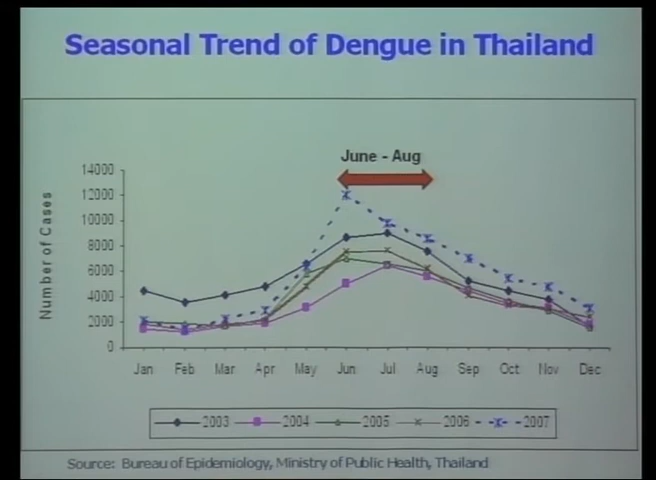 Seasonal Trend of Dengue in Thailand
June - Aug
Number of Cases
14000
12000
10000
8000
6000
4000
2000
0
Jan Feb Mar Apr May Jun Jul Aug Sep Oct Nov Dec
2003 2004 2005 2006 2007
Source: Bureau of Epidemiology, Ministry of Public Health, Thailand